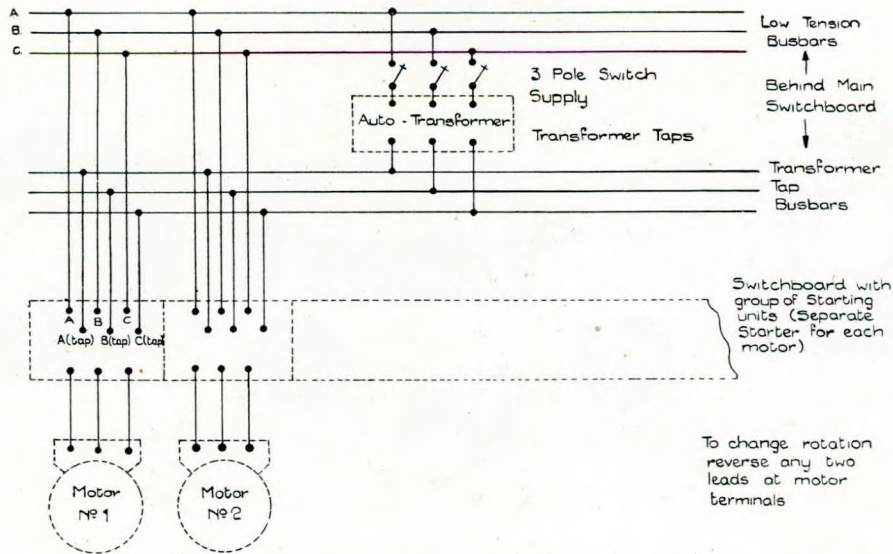 A.
B.
C.
Low Tension
Busbars
Behind Main
Switchboard
3 Pole Switch
Supply
Auto - Transformer
Transformer Taps
Transformer
Tap
Busbars
A
B
C
A(tap) B(tap) C(tap)
Switchboard with
group of Starting
units (Separate
Starter for each
motor)
Motor
Nº 1
Motor
Nº 2
To change rotation
reverse any two
leads at motor
terminals